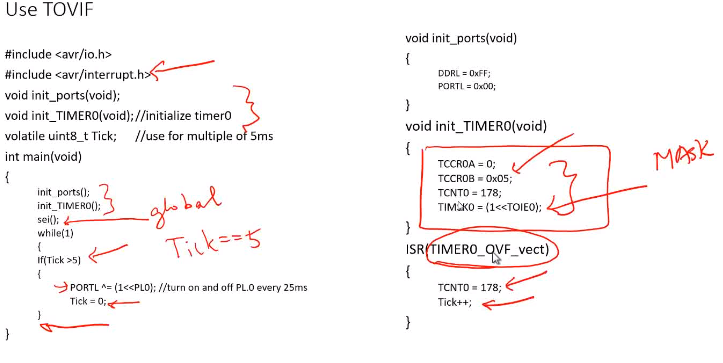 Use TOVIF
#include <avr/io.h>
#include <avr/interrupt.h>
void init_ports(void);
void init_TIMER0(void);//initialize timer0
volatile uint8_t Tick; //use for multiple of 5ms
int main(void)
{
init_ports();
init_TIMER0();
sei();
global
while(1)
{
Tick==5
If(Tick >5)
{
PORTL ^= (1<<PL0); //turn on and off PL.0 every 25ms
Tick = 0;
}
}
void init_ports(void)
{
DDRL = 0xFF;
PORTL = 0x00;
}
void init_TIMER0(void)
{
TCCR0A = 0;
TCCR0B = 0x05;
TCNT0 = 178;
TIMSK0 = (1<<TOIE0);
MASK
}
ISR(TIMER0_OVF_vect)
{
TCNT0 = 178;
Tick++;
}